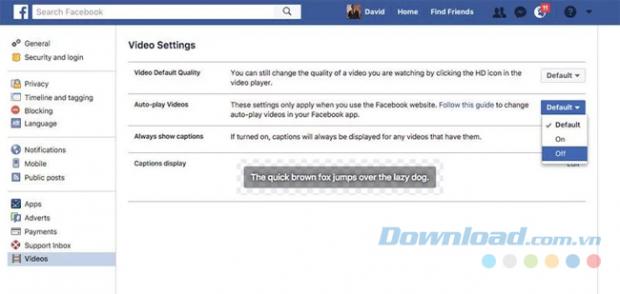 Search Facebook
David Home Find Friends 11
General
Security and login
Privacy
Timeline and tagging
Blocking
Language
Notifications
Mobile
Public posts
Apps
Adverts
Payments
Support Inbox
Videos
Video Settings
Video Default Quality
You can still change the quality of a video you are watching by clicking the HD icon in the
video player.
Default
Auto-play Videos
These settings only apply when you use the Facebook website. Follow this guide to change
auto-play videos in your Facebook app.
Default
Default
On
Off
Always show captions
If turned on, captions will always be displayed for any videos that have them.
Captions display
The quick brown fox jumps over the lazy dog.
Edit
Download.com.vn